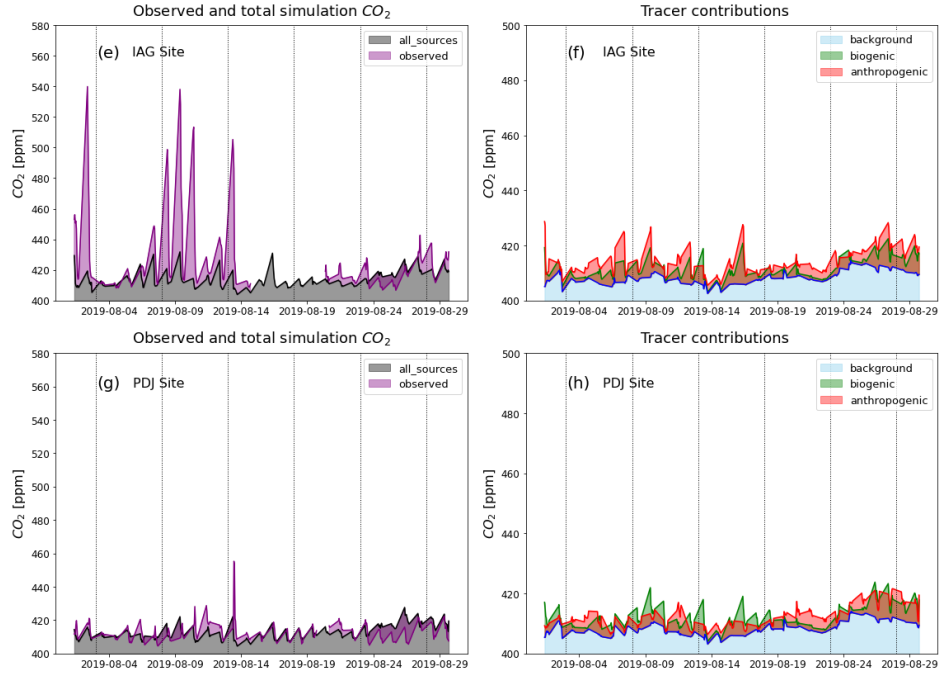 Observed and total simulation CO2
CO2 [ppm]
580
560
540
520
500
480
460
440
420
400
(e) IAG Site
all_sources
observed
2019-08-04 2019-08-09 2019-08-14 2019-08-19 2019-08-24 2019-08-29
Tracer contributions
CO2 [ppm]
500
480
460
440
420
400
(f) IAG Site
background
biogenic
anthropogenic
2019-08-04 2019-08-09 2019-08-14 2019-08-19 2019-08-24 2019-08-29
Observed and total simulation CO2
CO2 [ppm]
580
560
540
520
500
480
460
440
420
400
(g) PDJ Site
all_sources
observed
2019-08-04 2019-08-09 2019-08-14 2019-08-19 2019-08-24 2019-08-29
Tracer contributions
CO2 [ppm]
500
480
460
440
420
400
(h) PDJ Site
background
biogenic
anthropogenic
2019-08-04 2019-08-09 2019-08-14 2019-08-19 2019-08-24 2019-08-29